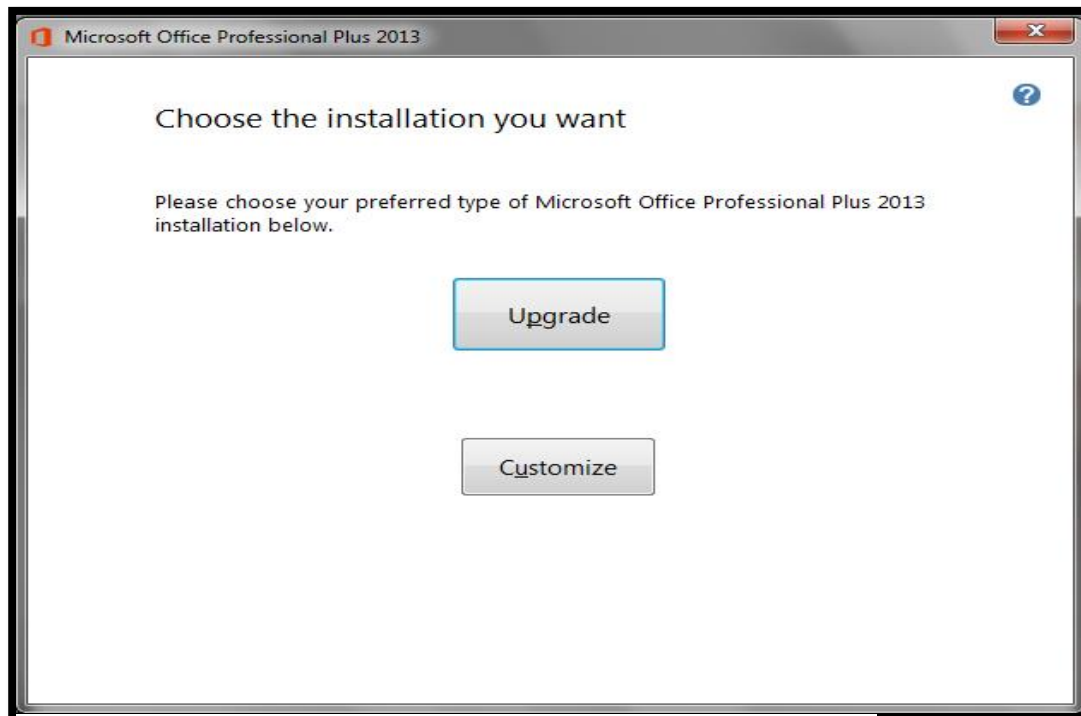 Microsoft Office Professional Plus 2013
Choose the installation you want
Please choose your preferred type of Microsoft Office Professional Plus 2013
installation below.
Upgrade
Customize